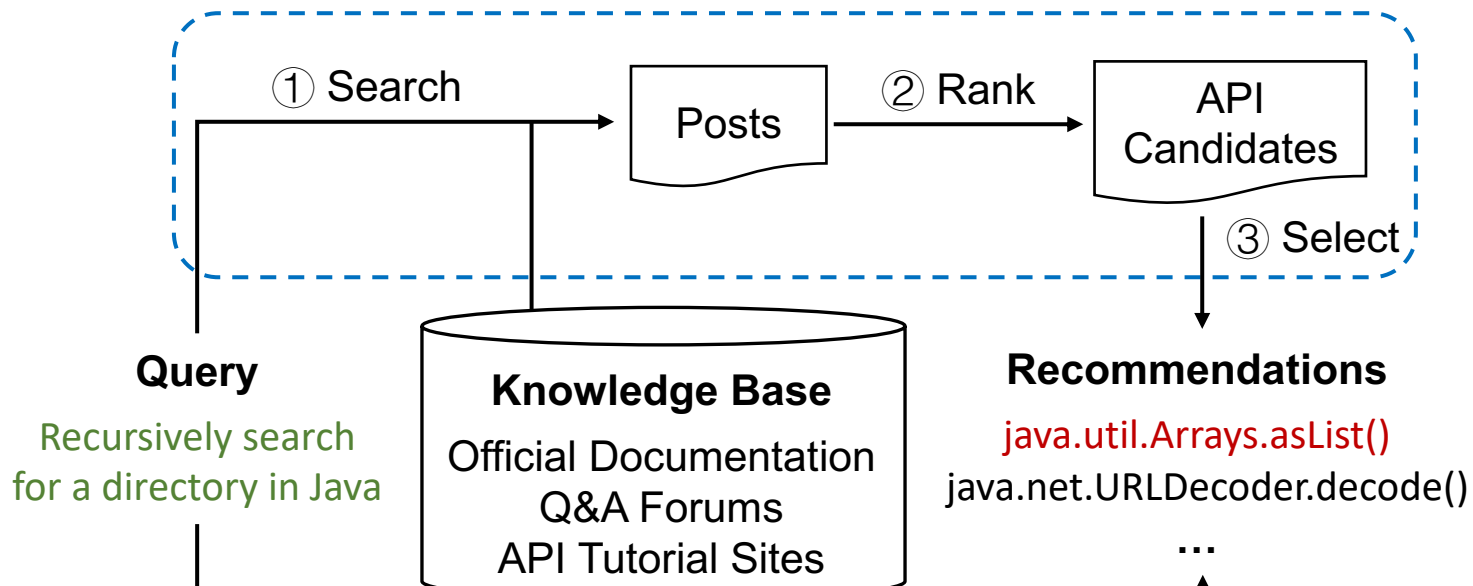 ① Search
② Rank
Posts
API
Candidates
③ Select
Query
Recursively search
for a directory in Java
Knowledge Base
Official Documentation
Q&A Forums
API Tutorial Sites
Recommendations
java.util.Arrays.asList()
java.net.URLDecoder.decode()
...